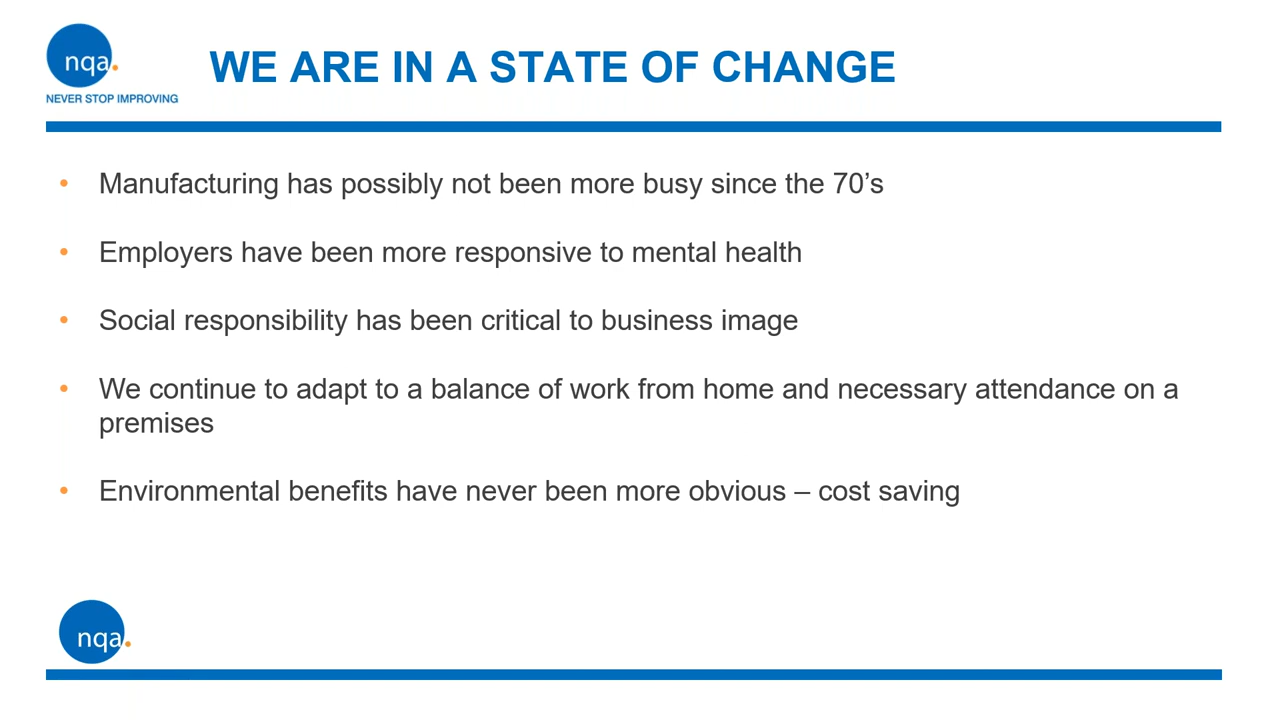 nqa.
NEVER STOP IMPROVING
WE ARE IN A STATE OF CHANGE
• Manufacturing has possibly not been more busy since the 70’s
• Employers have been more responsive to mental health
• Social responsibility has been critical to business image
• We continue to adapt to a balance of work from home and necessary attendance on a
premises
• Environmental benefits have never been more obvious – cost saving
nqa.